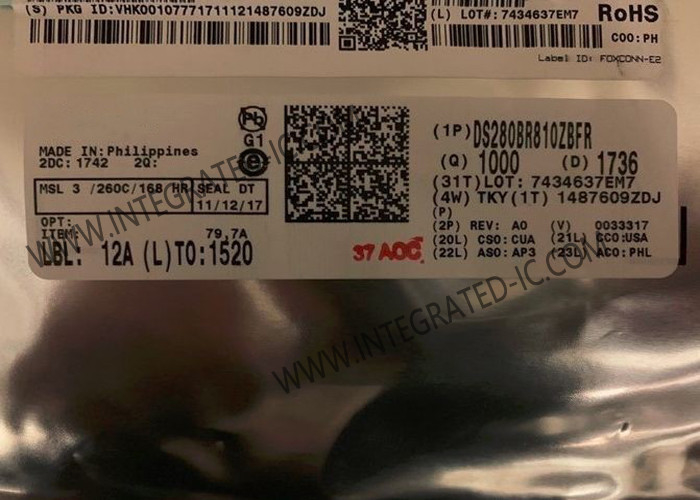 (S) PKG ID:VHK00107771711121487609ZDJ
(L) LOT#: 7434637EM7
RoHS
COO:PH
Label ID: FOXCONN-E2
Pb
G1
e
MADE IN: Philippines
2DC: 1742 2Q:
MSL 3 /260C/168 HR SEAL DT
11/12/17
OPT:
ITEM: 79,7A
LBL: 12A (L)TO:1520
37 AOC
(1P) DS280BR810ZBFR
(Q) 1000 (D) 1736
(31T) LOT: 7434637EM7
(4W) TKY(1T) 1487609ZDJ
(P)
(2P) REV: A0 (V) 0033317
(20L) CSO:CUA (21L) CCO:USA
(22L) ASO:AP3 (23L) ACO:PHL
WWW.INTEGRATED-IC.COM
WWW.INTEGRATED-IC.COM